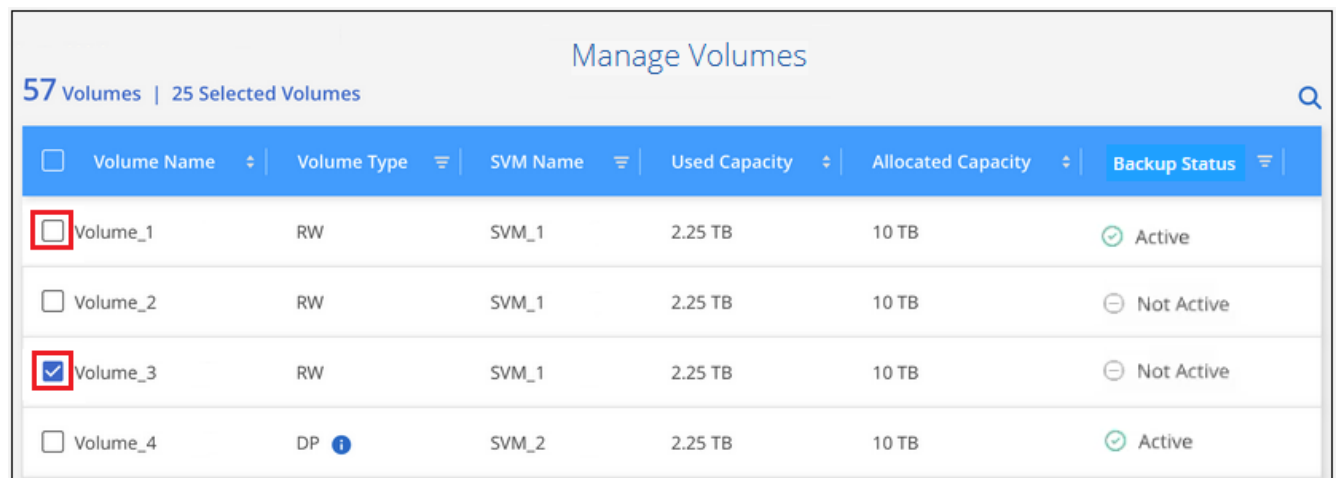 Manage Volumes
57 Volumes | 25 Selected Volumes
Volume Name Volume Type SVM Name Used Capacity Allocated Capacity Backup Status
Volume_1 RW SVM_1 2.25 TB 10 TB Active
Volume_2 RW SVM_1 2.25 TB 10 TB Not Active
Volume_3 RW SVM_1 2.25 TB 10 TB Not Active
Volume_4 DP i SVM_2 2.25 TB 10 TB Active